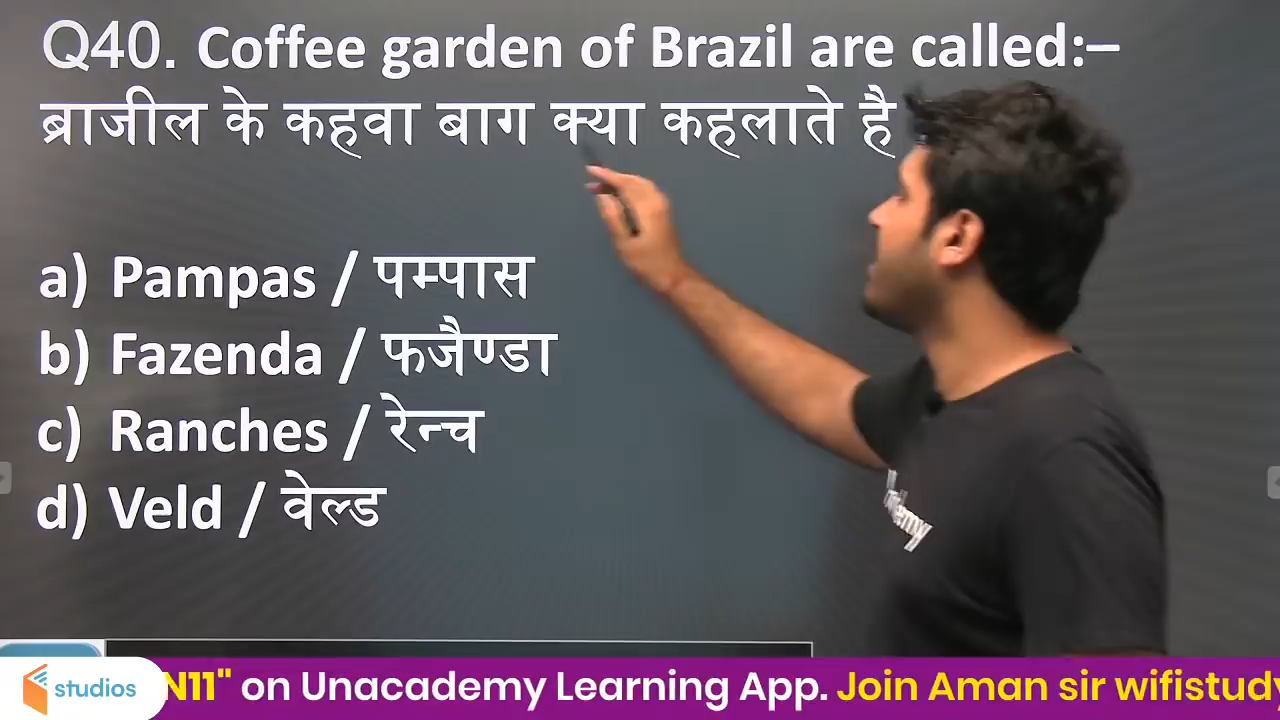 Q40. Coffee garden of Brazil are called:–
ब्राजील के कहवा बाग क्या कहलाते है
a) Pampas / पम्पास
b) Fazenda / फजैण्डा
c) Ranches / रेन्च
d) Veld / वेल्ड
studios
N11" on Unacademy Learning App. Join Aman sir wifistudy